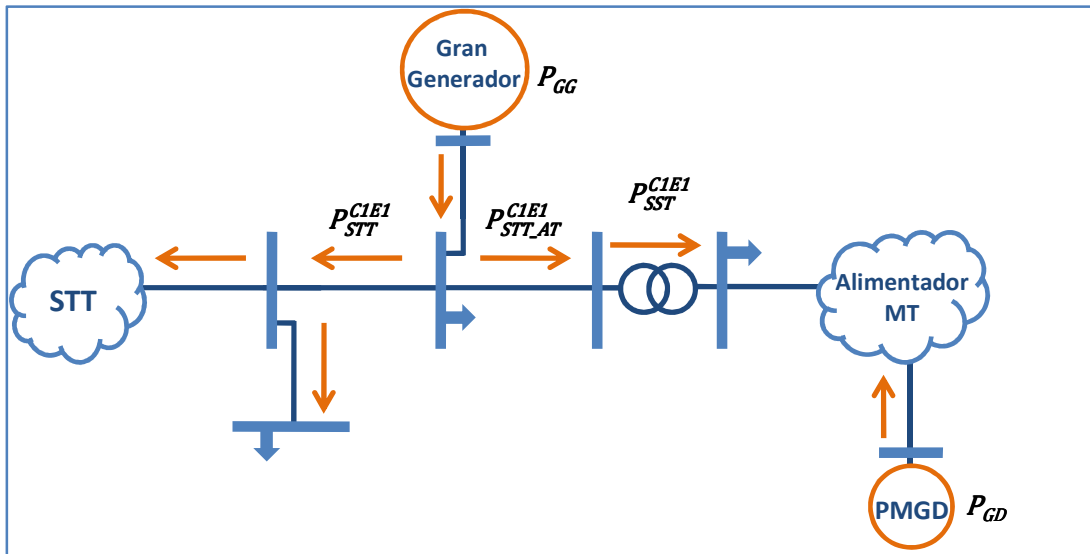 Gran
Generador
P_GG
P_STT^C1E1
P_STT_AT^C1E1
P_SST^C1E1
STT
Alimentador
MT
PMGD
P_GD